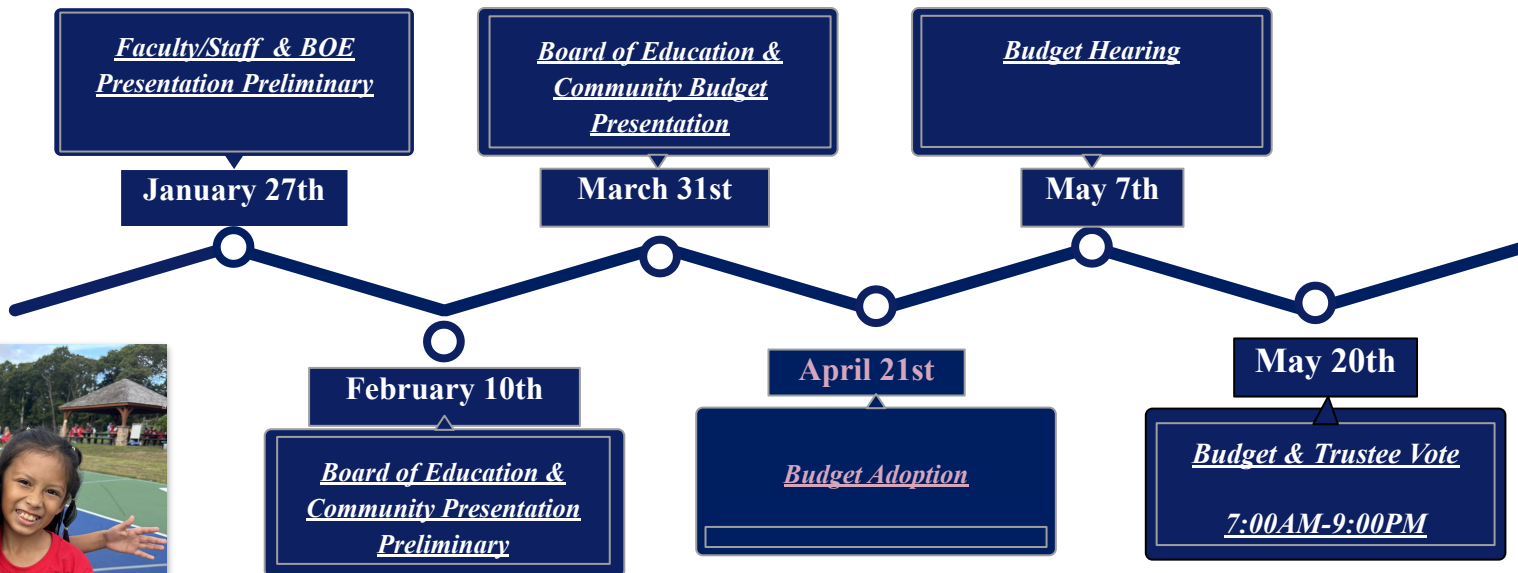 Faculty/Staff & BOE
Presentation Preliminary
January 27th
Board of Education &
Community Budget
Presentation
March 31st
Budget Hearing
May 7th
February 10th
Board of Education &
Community Presentation
Preliminary
April 21st
Budget Adoption
May 20th
Budget & Trustee Vote
7:00AM-9:00PM